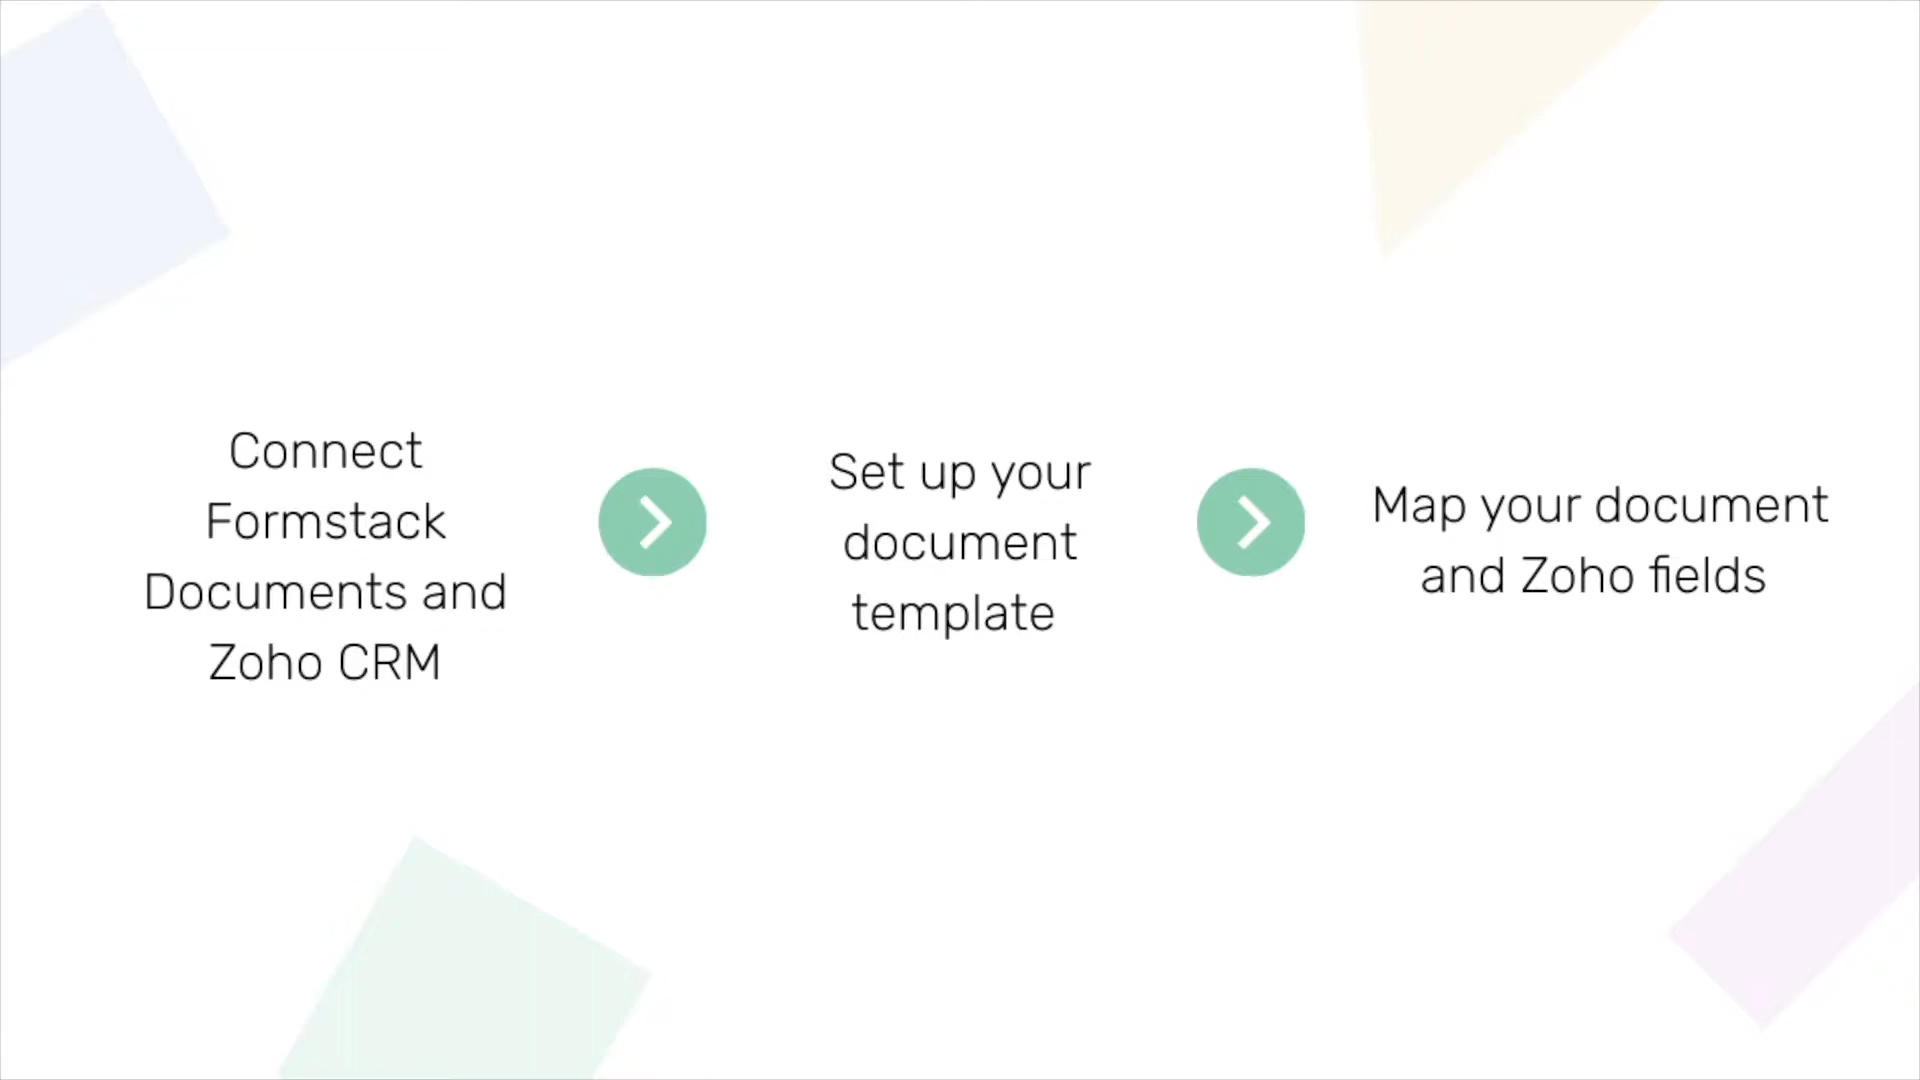 Connect
Formstack
Documents and
Zoho CRM
Set up your
document
template
Map your document
and Zoho fields